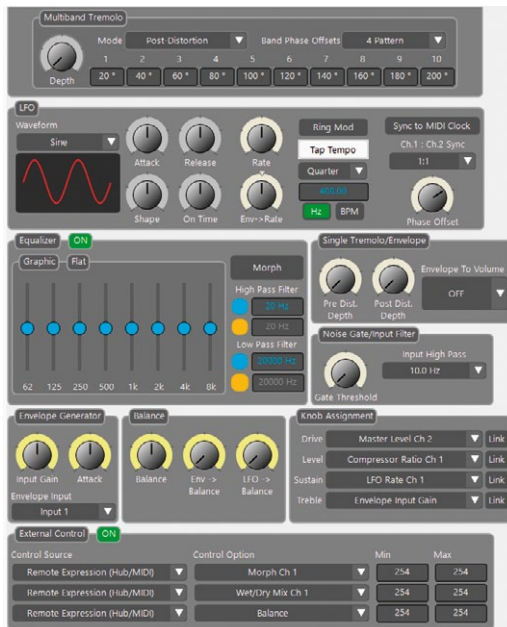 Multiband Tremolo
Mode Post-Distortion Band Phase Offsets 4 Pattern
1 2 3 4 5 6 7 8 9 10
Depth 20 ° 40 ° 60 ° 80 ° 100 ° 120 ° 140 ° 160 ° 180 ° 200 °
LFO
Waveform Ring Mod Sync to MIDI Clock
Sine Attack Release Rate Tap Tempo Ch.1 : Ch.2 Sync
Quarter 1:1
400.00
Shape On Time Env->Rate Hz BPM Phase Offset
Equalizer ON Single Tremolo/Envelope
Graphic Flat Morph Envelope To Volume
High Pass Filter Pre Dist. Depth Post Dist. Depth OFF
20 Hz
20 Hz Noise Gate/Input Filter
Low Pass Filter Input High Pass
20000 Hz 10.0 Hz
62 125 250 500 1k 2k 4k 8k 20000 Hz Gate Threshold
Envelope Generator Balance Knob Assignment
Drive Master Level Ch 2 Link
Level Compressor Ratio Ch 1 Link
Input Gain Attack Balance Env -> Balance LFO -> Balance Sustain LFO Rate Ch 1 Link
Envelope Input Treble Envelope Input Gain Link
Input 1
External Control ON
Control Source Control Option Min Max
Remote Expression (Hub/MIDI) Morph Ch 1 254 254
Remote Expression (Hub/MIDI) Wet/Dry Mix Ch 1 254 254
Remote Expression (Hub/MIDI) Balance 254 254